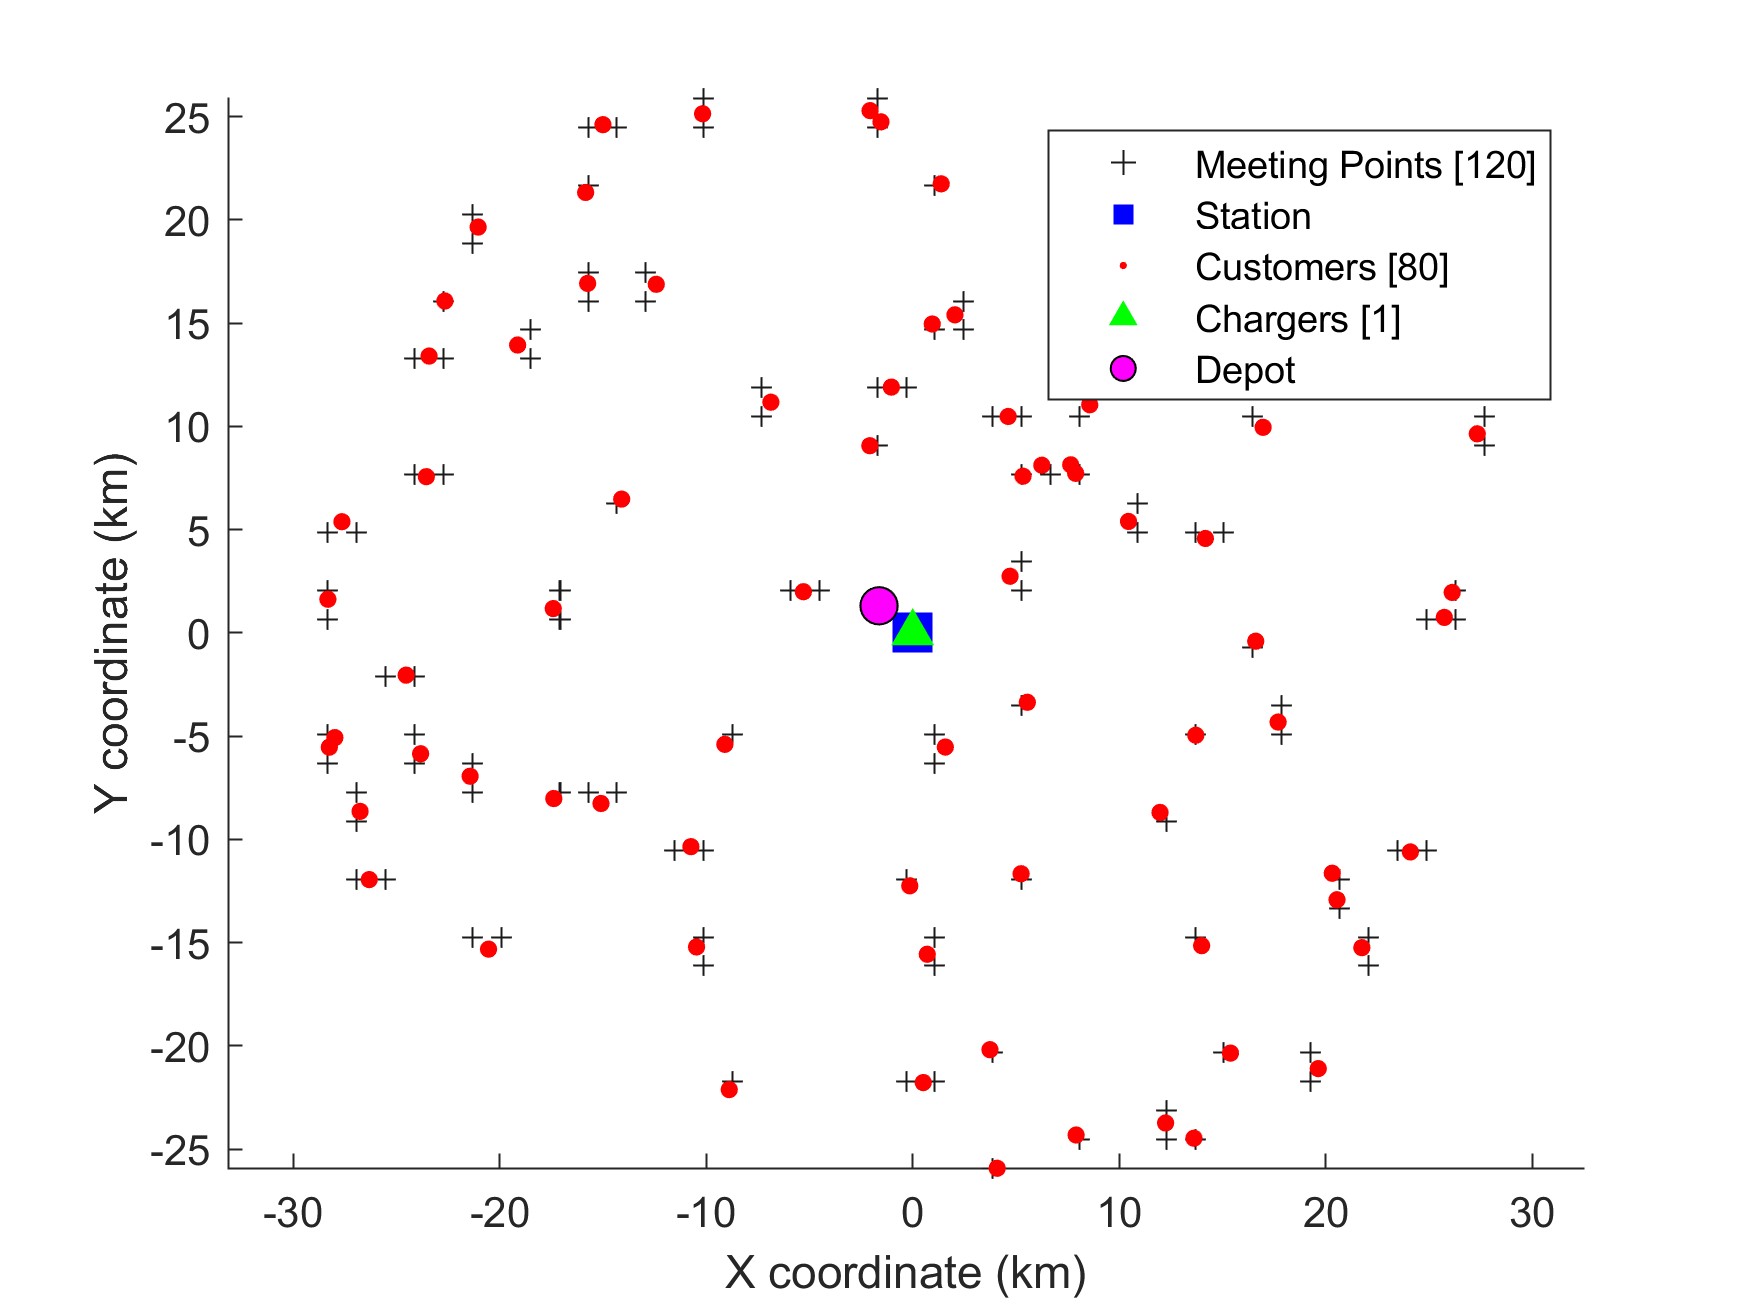 25
20
15
10
5
0
-5
-10
-15
-20
-25
Y coordinate (km)
Meeting Points [120]
Station
Customers [80]
Chargers [1]
Depot
-30 -20 -10 0 10 20 30
X coordinate (km)